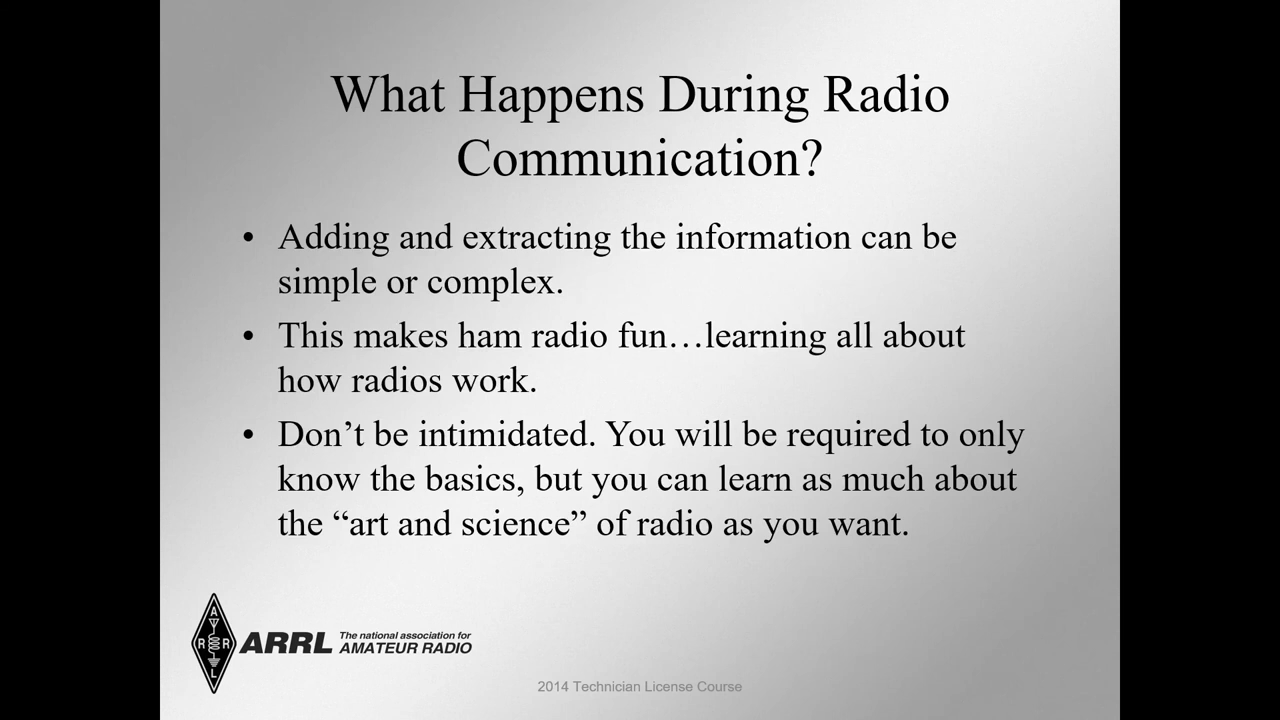 What Happens During Radio
Communication?
• Adding and extracting the information can be
simple or complex.
• This makes ham radio fun…learning all about
how radios work.
• Don’t be intimidated. You will be required to only
know the basics, but you can learn as much about
the “art and science” of radio as you want.
A
R R
L
ARRL The national association for
AMATEUR RADIO
2014 Technician License Course